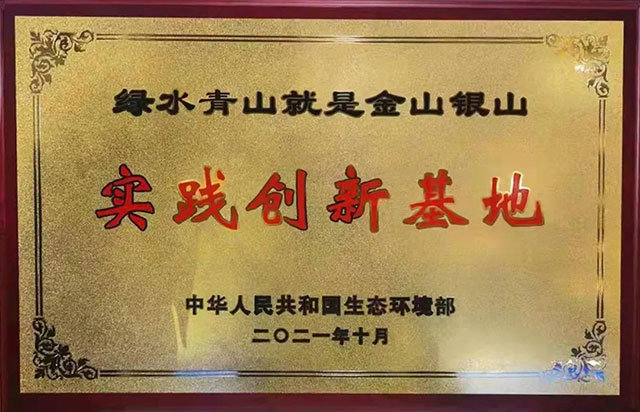 绿水青山就是金山银山
实践创新基地
中华人民共和国生态环境部
二〇二一年十月